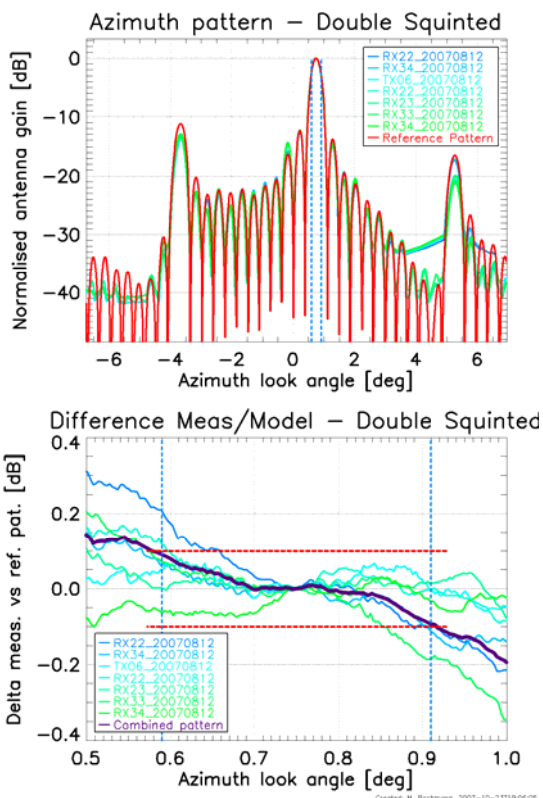 Azimuth pattern – Double Squinted
Normalised antenna gain [dB]
0
−10
−20
−30
−40
RX22_20070812
RX34_20070812
TX06_20070812
RX22_20070812
RX23_20070812
RX33_20070812
RX34_20070812
Reference Pattern
−6 −4 −2 0 2 4 6
Azimuth look angle [deg]
Difference Meas/Model – Double Squinted
Delta meas. vs ref. pat. [dB]
0.4
0.2
0.0
−0.2
−0.4
RX22_20070812
RX34_20070812
TX06_20070812
RX22_20070812
RX23_20070812
RX33_20070812
RX34_20070812
Combined pattern
0.5 0.6 0.7 0.8 0.9 1.0
Azimuth look angle [deg]